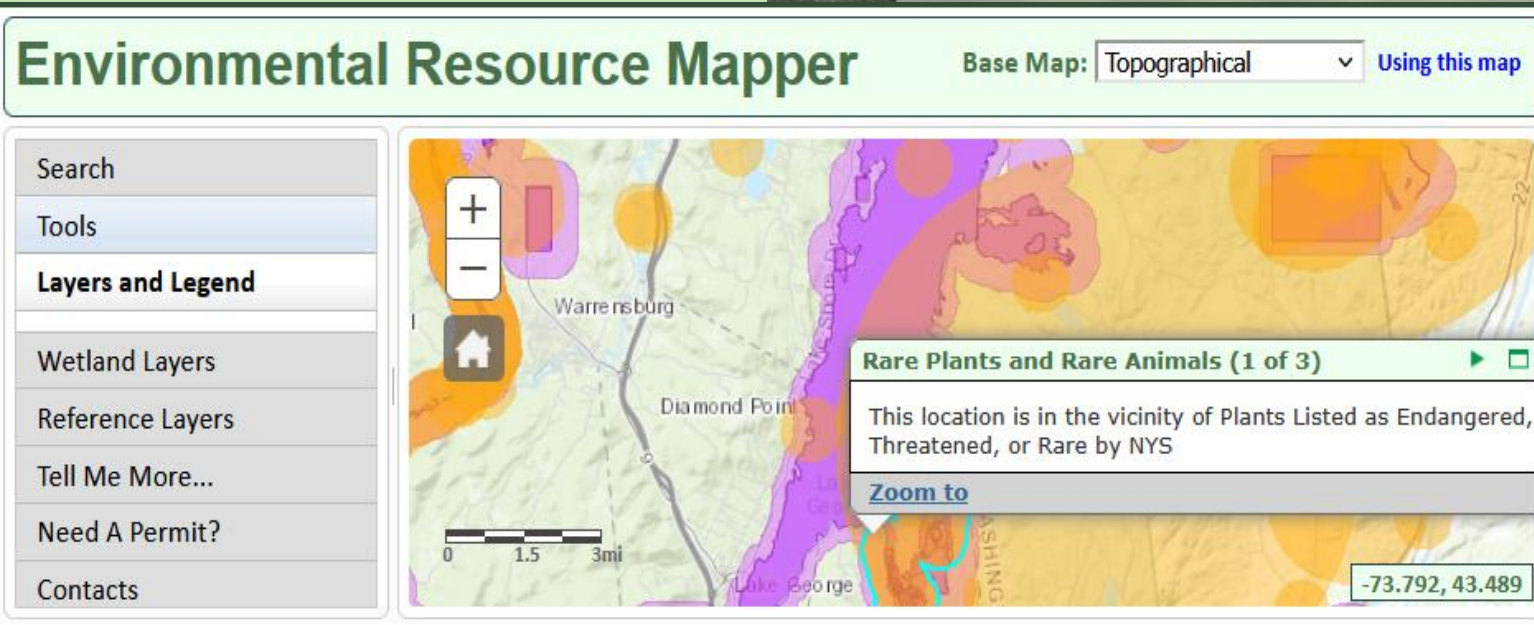 Environmental Resource Mapper
Base Map: Topographical
Using this map
Search
Tools
Layers and Legend
Wetland Layers
Reference Layers
Tell Me More...
Need A Permit?
Contacts
+
−
Warrensburg
Diamond Point
22
9
Rare Plants and Rare Animals (1 of 3)
This location is in the vicinity of Plants Listed as Endangered,
Threatened, or Rare by NYS
Zoom to
0 1.5 3mi
Lake George
ASHING
-73.792, 43.489